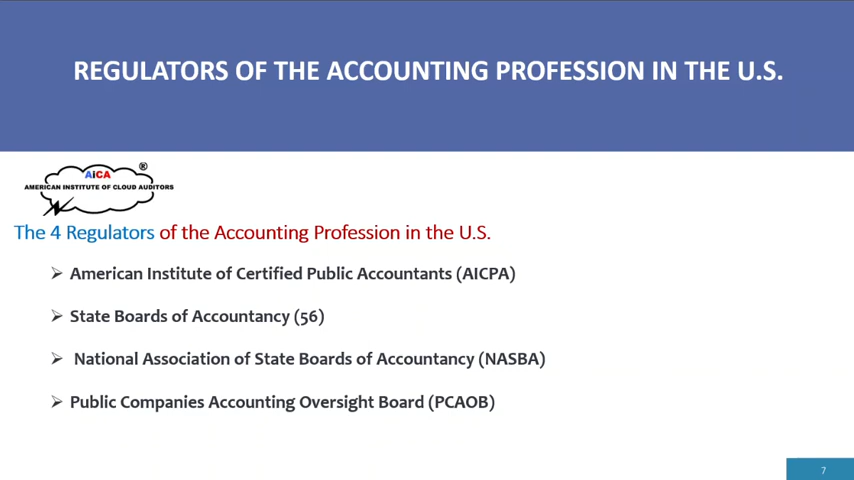 REGULATORS OF THE ACCOUNTING PROFESSION IN THE U.S.
®
AiCA
AMERICAN INSTITUTE OF CLOUD AUDITORS
The 4 Regulators of the Accounting Profession in the U.S.
➢ American Institute of Certified Public Accountants (AICPA)
➢ State Boards of Accountancy (56)
➢ National Association of State Boards of Accountancy (NASBA)
➢ Public Companies Accounting Oversight Board (PCAOB)
7